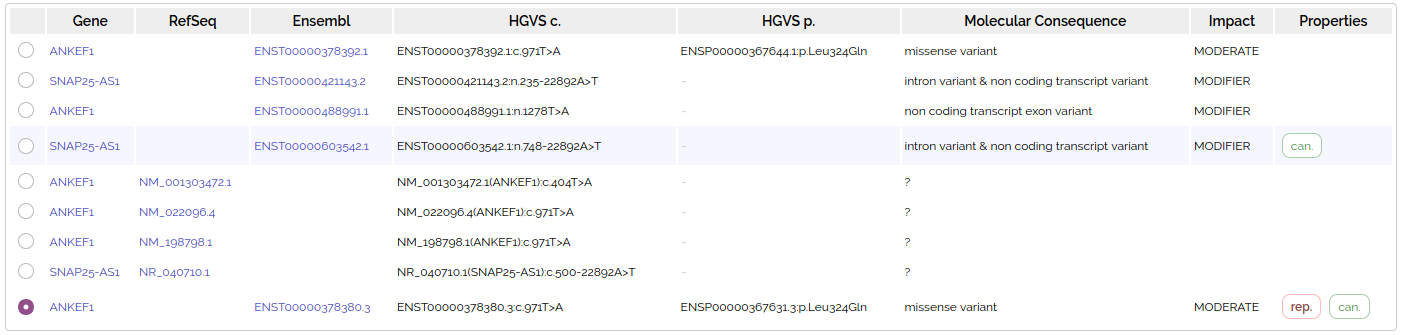 Gene RefSeq Ensembl HGVS c. HGVS p. Molecular Consequence Impact Properties
ANKEF1 ENST00000378392.1 ENST00000378392.1:c.971T>A ENSP00000367644.1:p.Leu324Gln missense variant MODERATE
SNAP25-AS1 ENST00000421143.2 ENST00000421143.2:n.235-22892A>T - intron variant & non coding transcript variant MODIFIER
ANKEF1 ENST00000488991.1 ENST00000488991.1:n.1278T>A - non coding transcript exon variant MODIFIER
SNAP25-AS1 ENST00000603542.1 ENST00000603542.1:n.748-22892A>T - intron variant & non coding transcript variant MODIFIER can.
ANKEF1 NM_001303472.1 NM_001303472.1(ANKEF1):c.404T>A - ?
ANKEF1 NM_022096.4 NM_022096.4(ANKEF1):c.971T>A - ?
ANKEF1 NM_198798.1 NM_198798.1(ANKEF1):c.971T>A - ?
SNAP25-AS1 NR_040710.1 NR_040710.1(SNAP25-AS1):c.500-22892A>T - ?
ANKEF1 ENST00000378380.3 ENST00000378380.3:c.971T>A ENSP00000367631.3:p.Leu324Gln missense variant MODERATE rep. can.